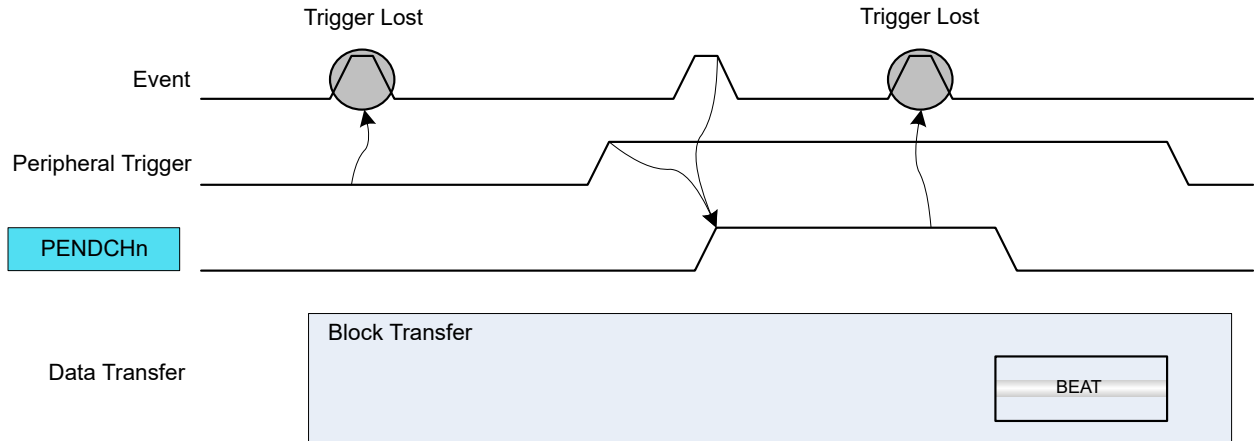 Trigger Lost
Trigger Lost
Event
Peripheral Trigger
PENDCHn
Block Transfer
Data Transfer
BEAT